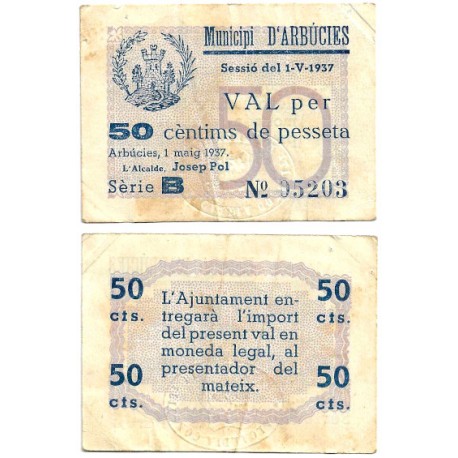 Municipi D'ARBÚCIES
Sessió del 1-V-1937
VAL per
50 cèntims de pesseta
50
Arbúcies, 1 maig 1937.
L'Alcalde, Josep Pol
Sèrie B Nº 05203
50 cts.
50 cts.
L'Ajuntament en-
tregarà l'import
del present val en
moneda legal, al
presentador del
mateix.
50 cts.
50 cts.